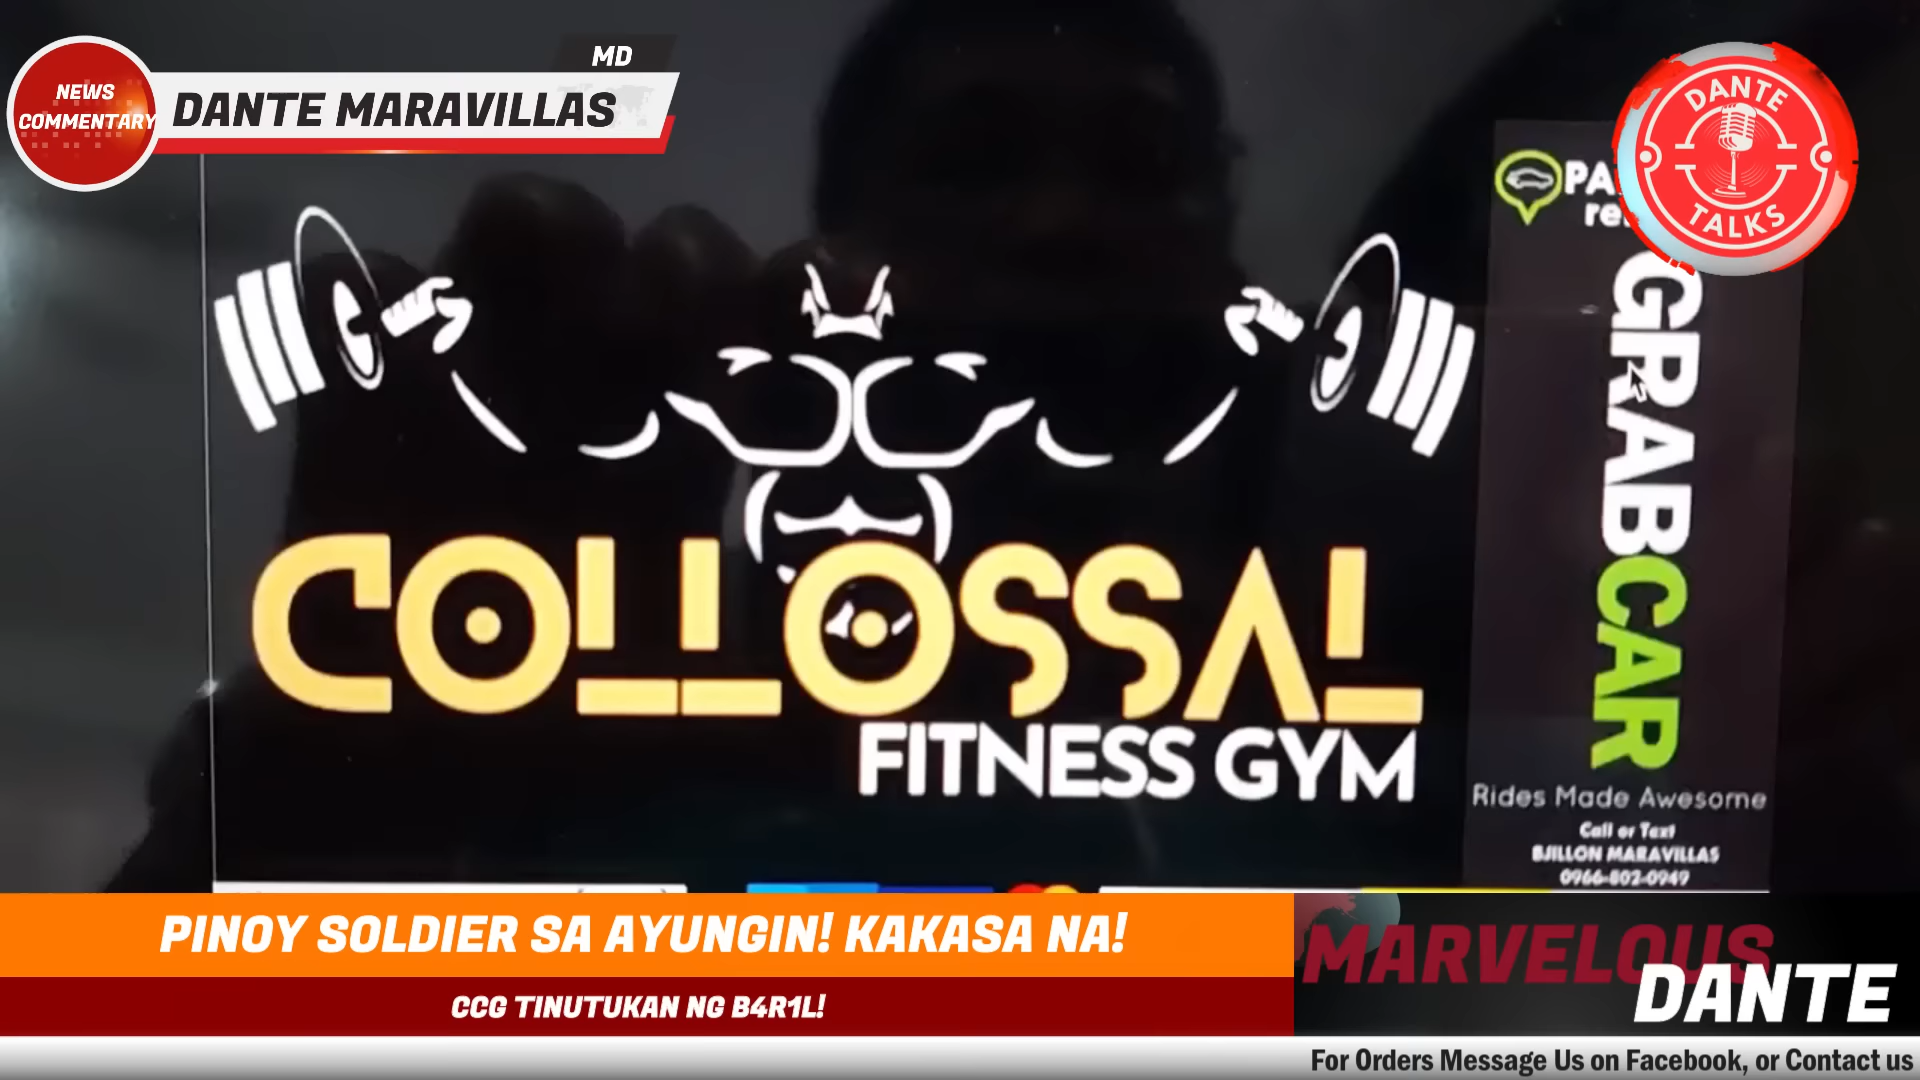 MD
NEWS
COMMENTARY
DANTE MARAVILLAS
DANTE
TALKS
GRABCAR
Rides Made Awesome
Call or Text
BJILLON MARAVILLAS
0966-802-0949
COLLOSSAL
FITNESS GYM
PINOY SOLDIER SA AYUNGIN! KAKASA NA!
CCG TINUTUKAN NG B4R1L!
MARVELOUS
DANTE
For Orders Message Us on Facebook, or Contact us